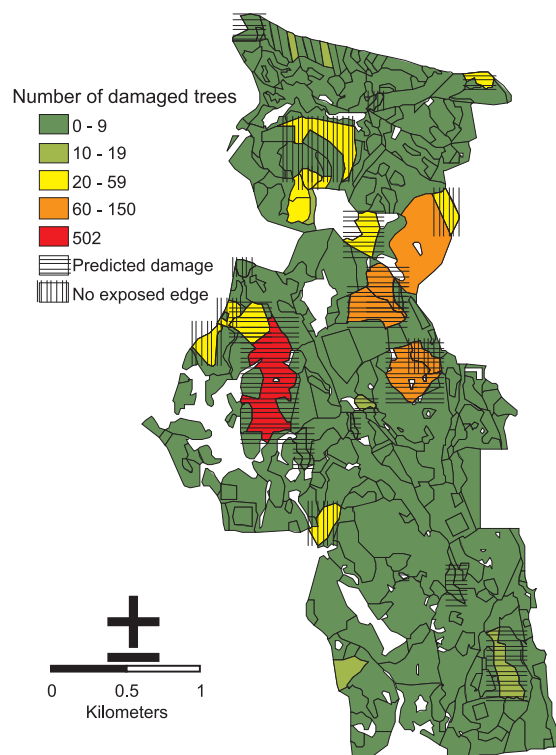 Number of damaged trees
0 - 9
10 - 19
20 - 59
60 - 150
502
Predicted damage
No exposed edge
0 0.5 1
Kilometers